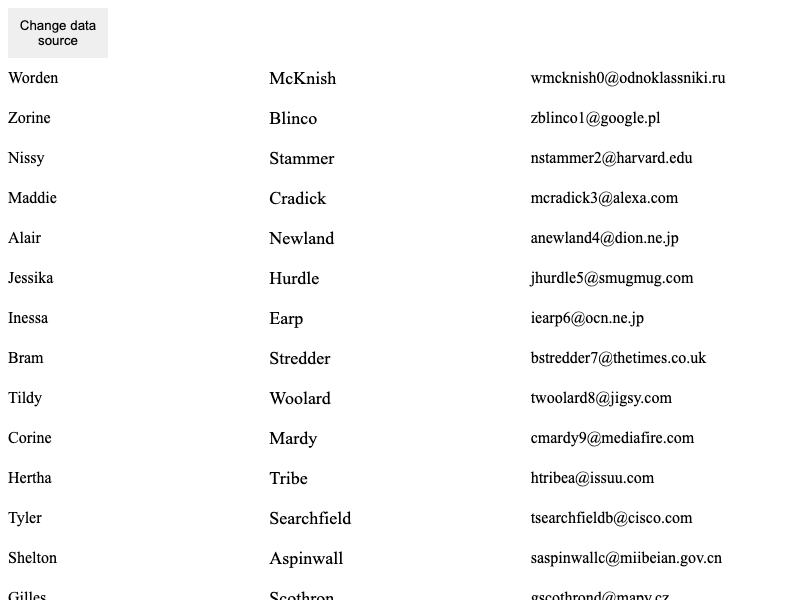 Change data
source
Worden McKnish wmcknish0@odnoklassniki.ru
Zorine Blinco zblinco1@google.pl
Nissy Stammer nstammer2@harvard.edu
Maddie Cradick mcradick3@alexa.com
Alair Newland anewland4@dion.ne.jp
Jessika Hurdle jhurdle5@smugmug.com
Inessa Earp iearp6@ocn.ne.jp
Bram Stredder bstredder7@thetimes.co.uk
Tildy Woolard twoolard8@jigsy.com
Corine Mardy cmardy9@mediafire.com
Hertha Tribe htribea@issuu.com
Tyler Searchfield tsearchfieldb@cisco.com
Shelton Aspinwall saspinwallc@miibeian.gov.cn
Gilles Scothron gscothrond@mapy.cz